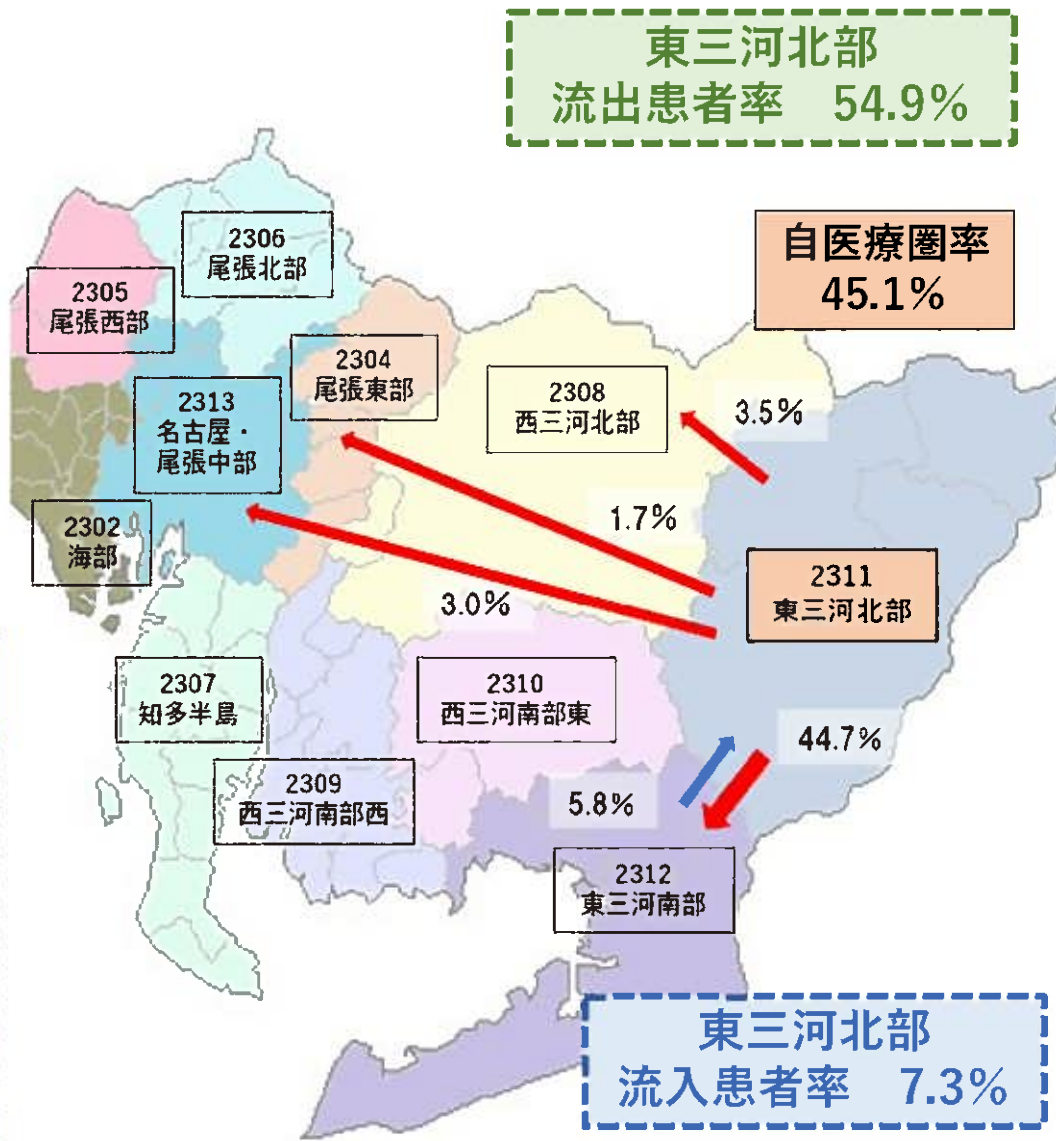 東三河北部
流出患者率 54.9%
自医療圏率
45.1%
2306
尾張北部
2305
尾張西部
2304
尾張東部
2308
西三河北部
3.5%
2313
名古屋・
尾張中部
1.7%
2302
海部
2311
東三河北部
3.0%
2307
知多半島
2310
西三河南部東
44.7%
2309
西三河南部西
5.8%
2312
東三河南部
東三河北部
流入患者率 7.3%